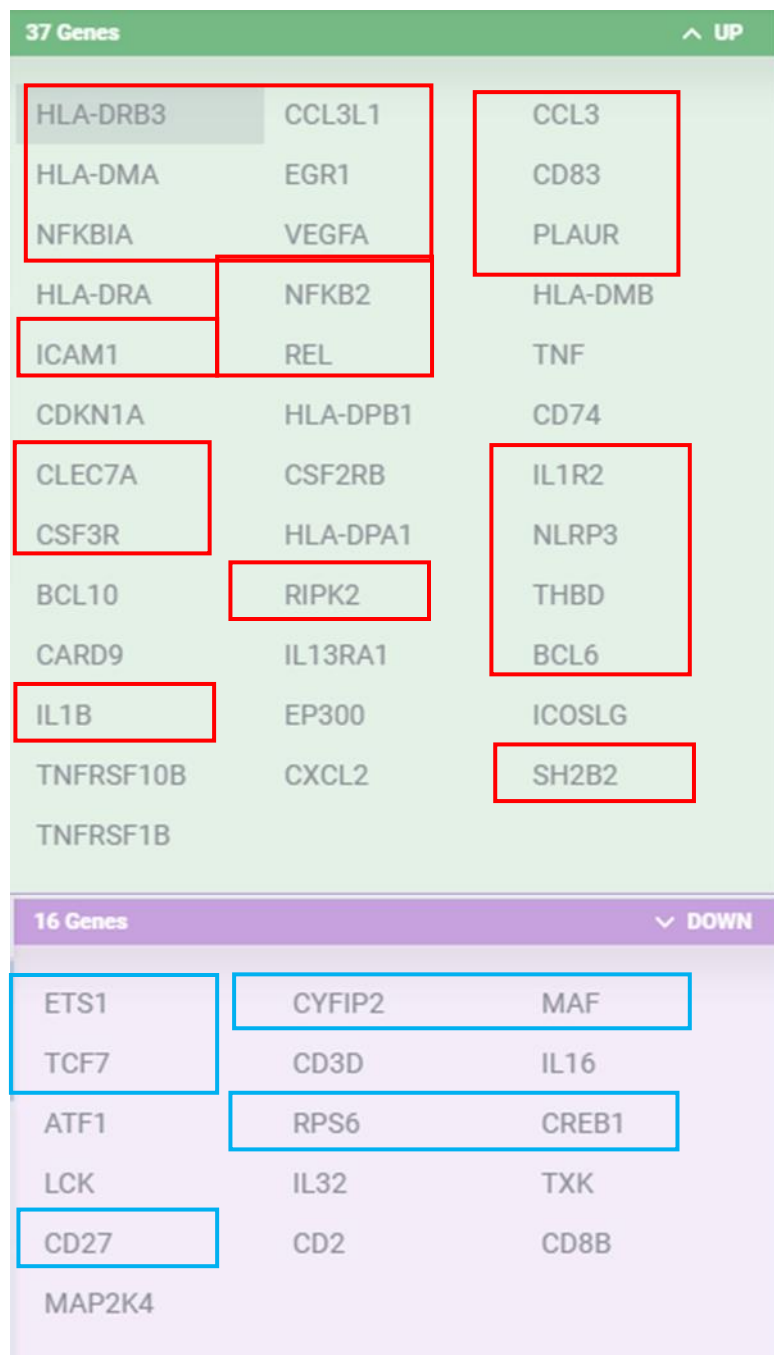 37 Genes UP
HLA-DRB3 CCL3L1 CCL3
HLA-DMA EGR1 CD83
NFKBIA VEGFA PLAUR
HLA-DRA NFKB2 HLA-DMB
ICAM1 REL TNF
CDKN1A HLA-DPB1 CD74
CLEC7A CSF2RB IL1R2
CSF3R HLA-DPA1 NLRP3
BCL10 RIPK2 THBD
CARD9 IL13RA1 BCL6
IL1B EP300 ICOSLG
TNFRSF10B CXCL2 SH2B2
TNFRSF1B
16 Genes DOWN
ETS1 CYFIP2 MAF
TCF7 CD3D IL16
ATF1 RPS6 CREB1
LCK IL32 TXK
CD27 CD2 CD8B
MAP2K4